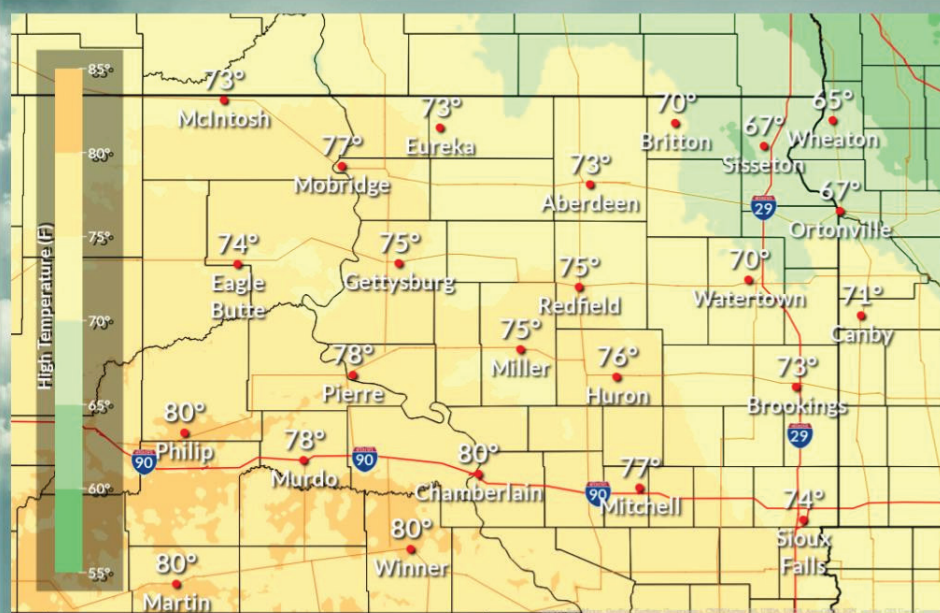 High Temperature (F)
85°
80°
75°
70°
65°
60°
55°
73°
McIntosh
73°
Eureka
77°
Mobridge
70°
Britton
67°
Sisseton
65°
Wheaton
73°
Aberdeen
67°
Ortonville
29
74°
Eagle
Butte
75°
Gettysburg
75°
Redfield
70°
Watertown
71°
Canby
75°
Miller
78°
Pierre
76°
Huron
73°
Brookings
29
80°
Philip
90
78°
Murdo
90
80°
Chamberlain
90
77°
Mitchell
74°
Sioux
Falls
80°
Winner
80°
Martin